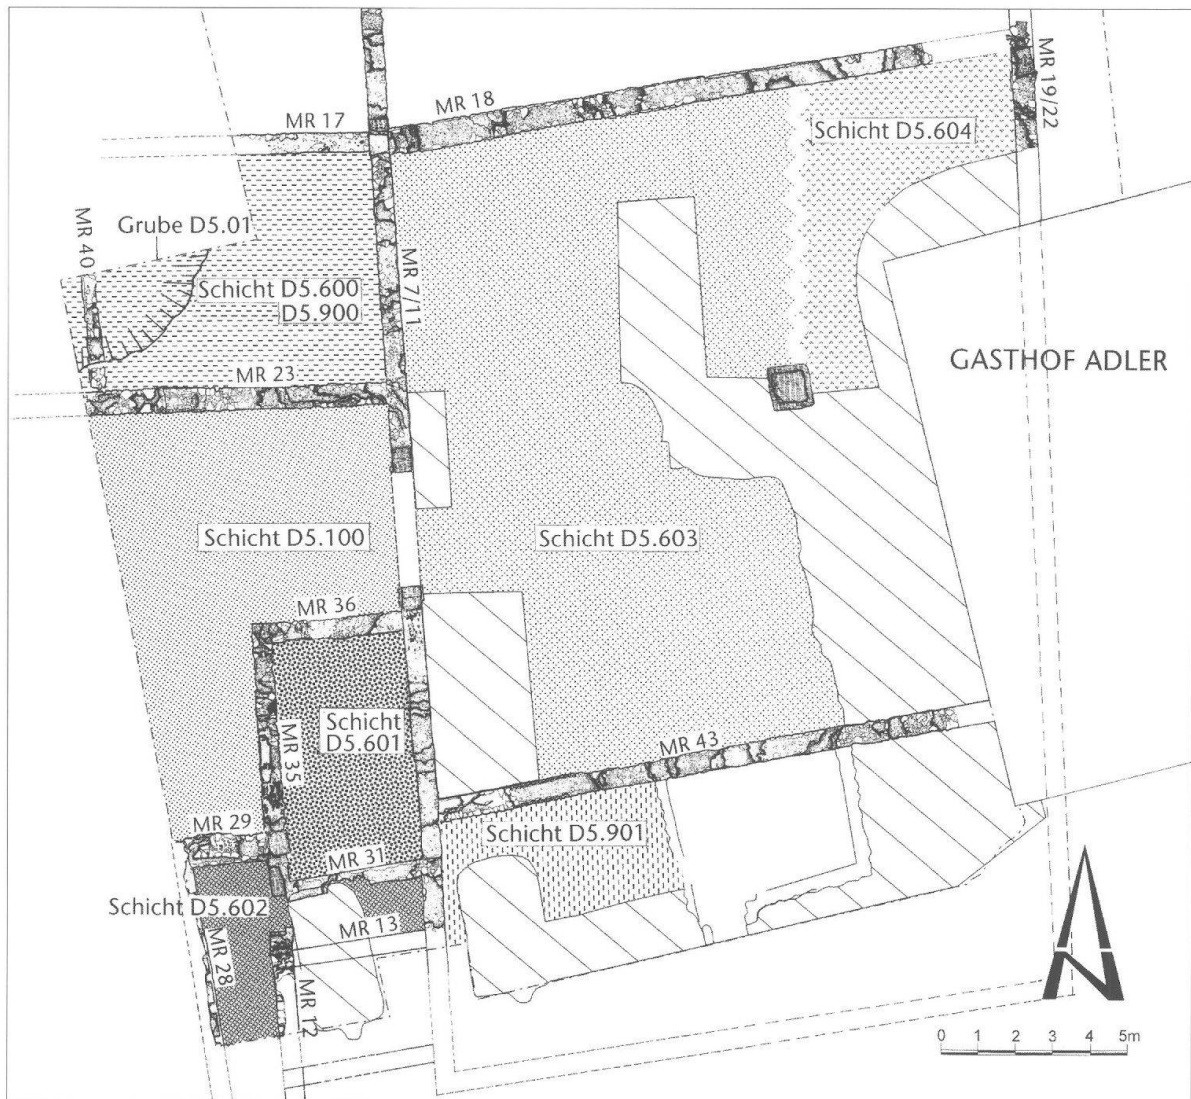 MR 19/22
MR 18
MR 17
Schicht D5.604
MR 40
Grube D5.01
MR 7/11
Schicht D5.600
D5.900
GASTHOF ADLER
MR 23
Schicht D5.100
Schicht D5.603
MR 36
Schicht
D5.601
MR 35
MR 43
MR 29
Schicht D5.901
MR 31
Schicht D5.602
MR 13
MR 28
MR 12
0 1 2 3 4 5m